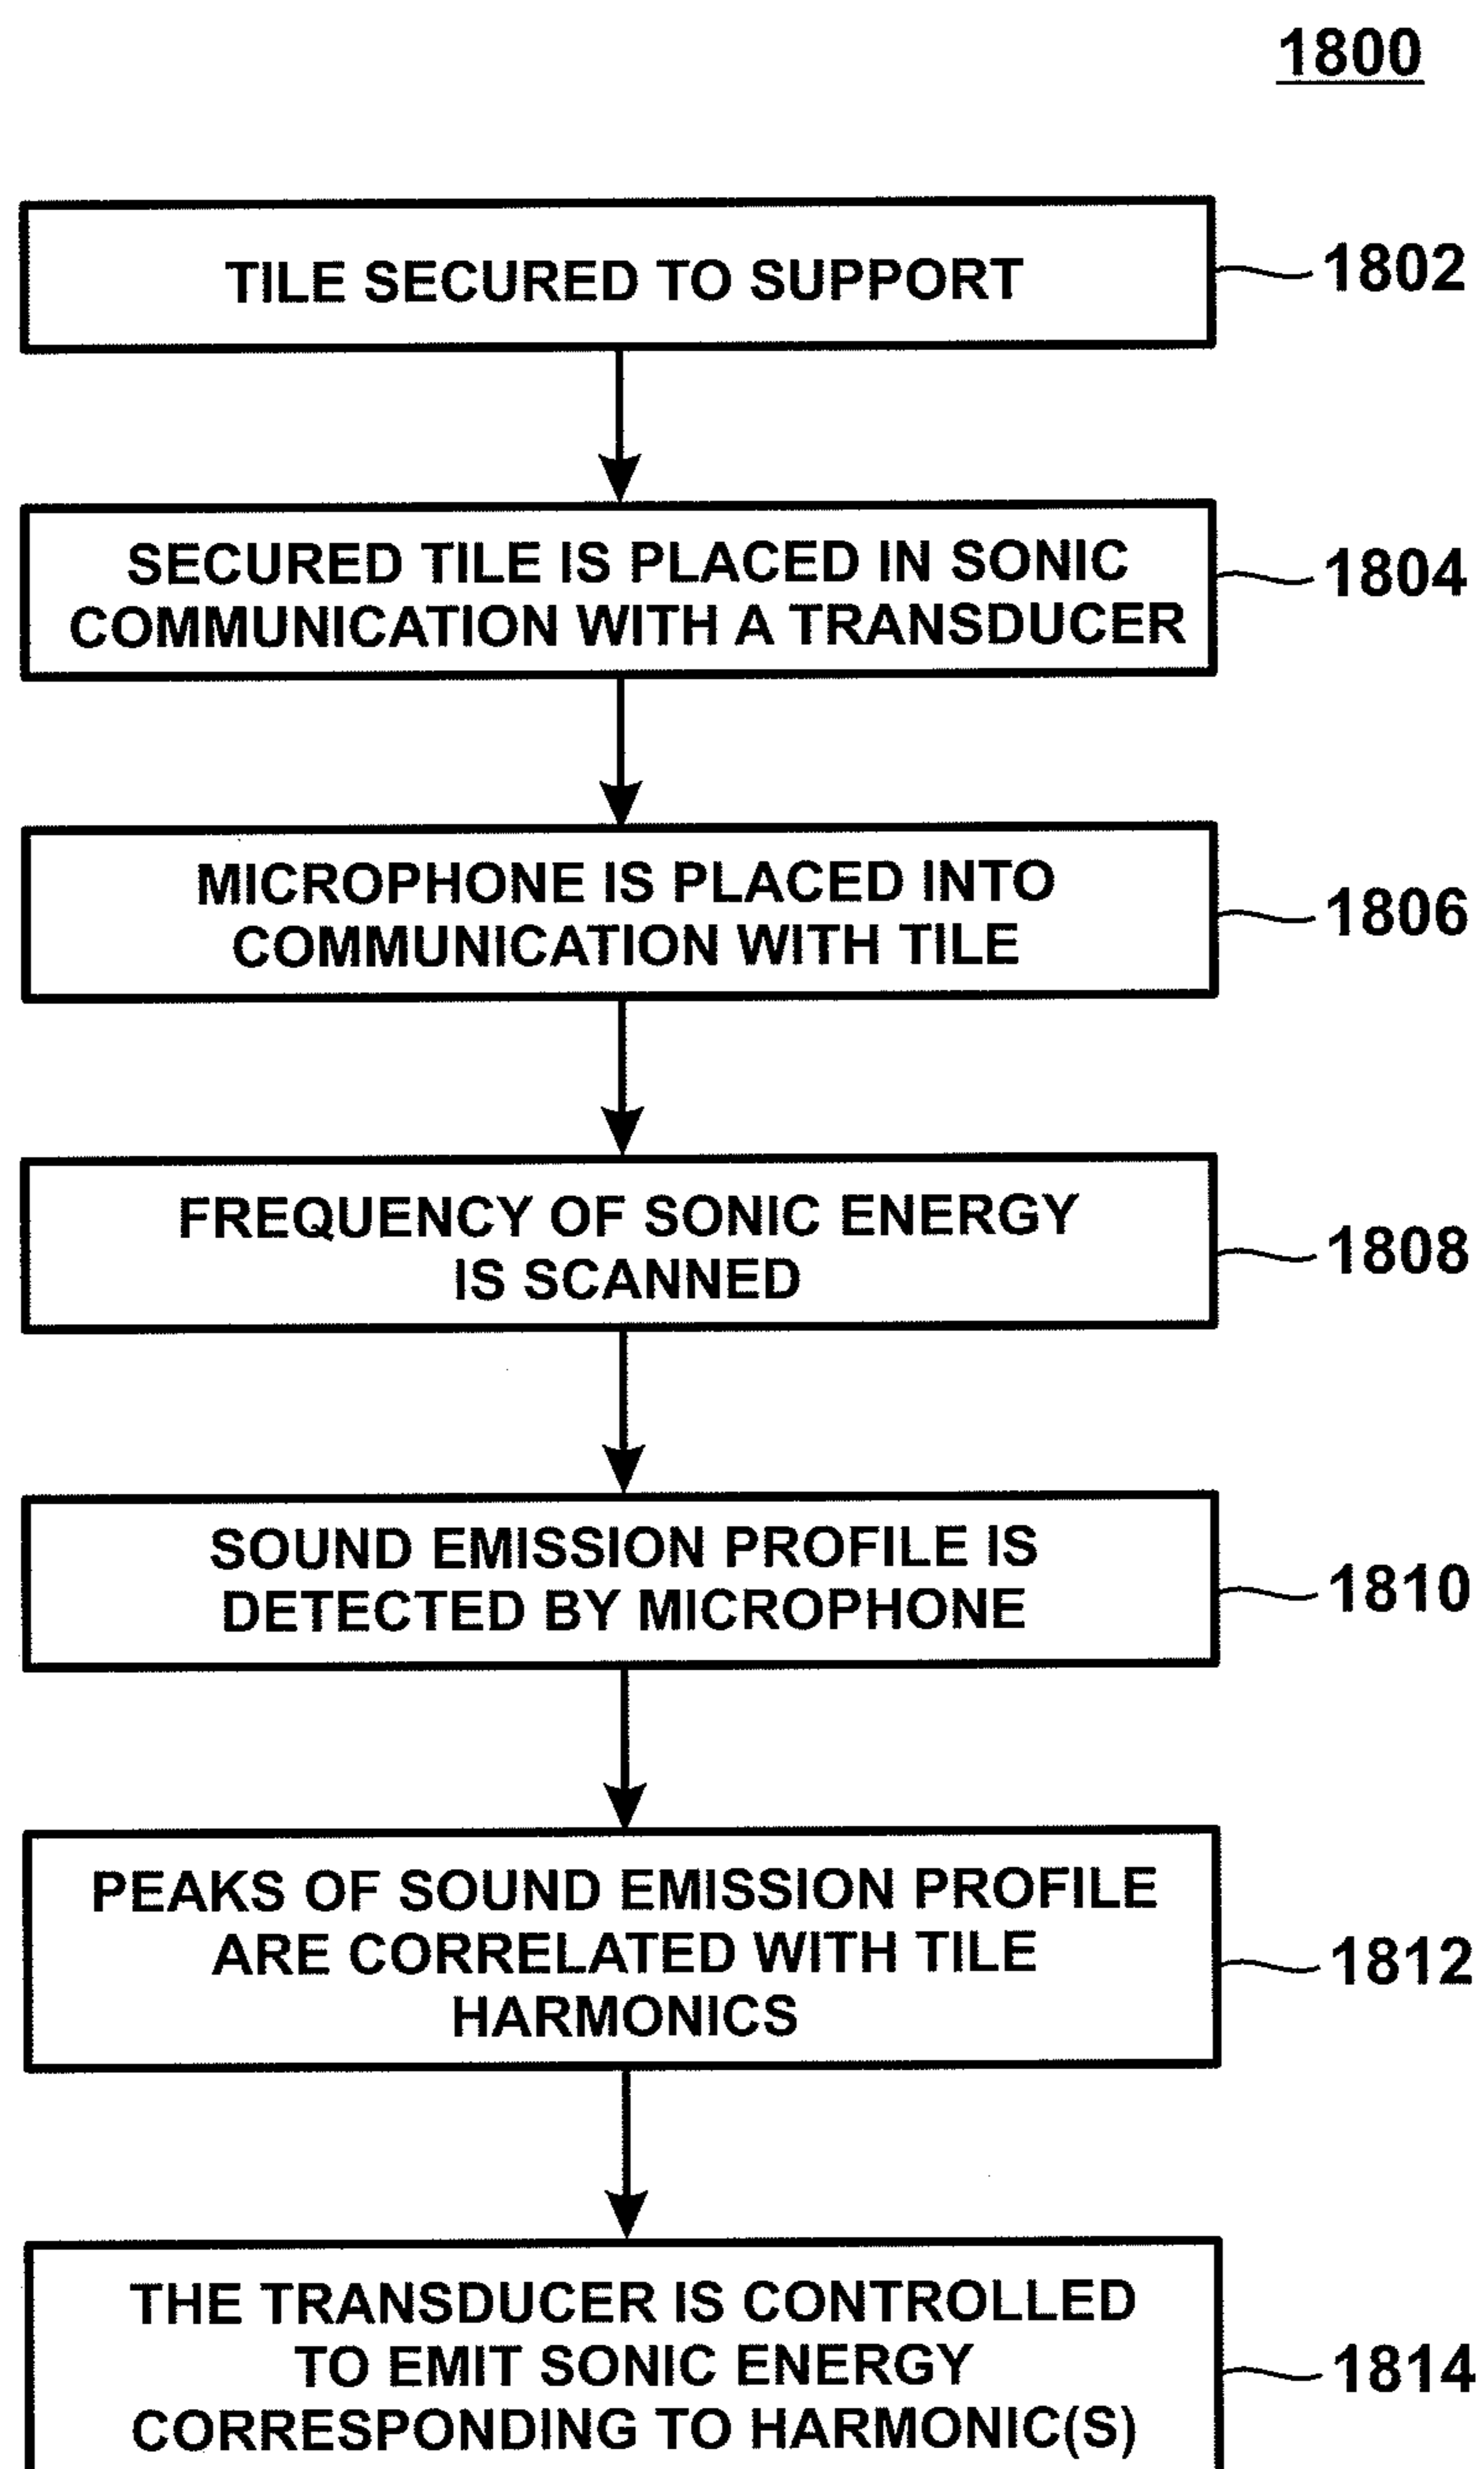 1800
TILE SECURED TO SUPPORT
1802
SECURED TILE IS PLACED IN SONIC
COMMUNICATION WITH A TRANSDUCER
1804
MICROPHONE IS PLACED INTO
COMMUNICATION WITH TILE
1806
FREQUENCY OF SONIC ENERGY
IS SCANNED
1808
SOUND EMISSION PROFILE IS
DETECTED BY MICROPHONE
1810
PEAKS OF SOUND EMISSION PROFILE
ARE CORRELATED WITH TILE
HARMONICS
1812
THE TRANSDUCER IS CONTROLLED
TO EMIT SONIC ENERGY
CORRESPONDING TO HARMONIC(S)
1814